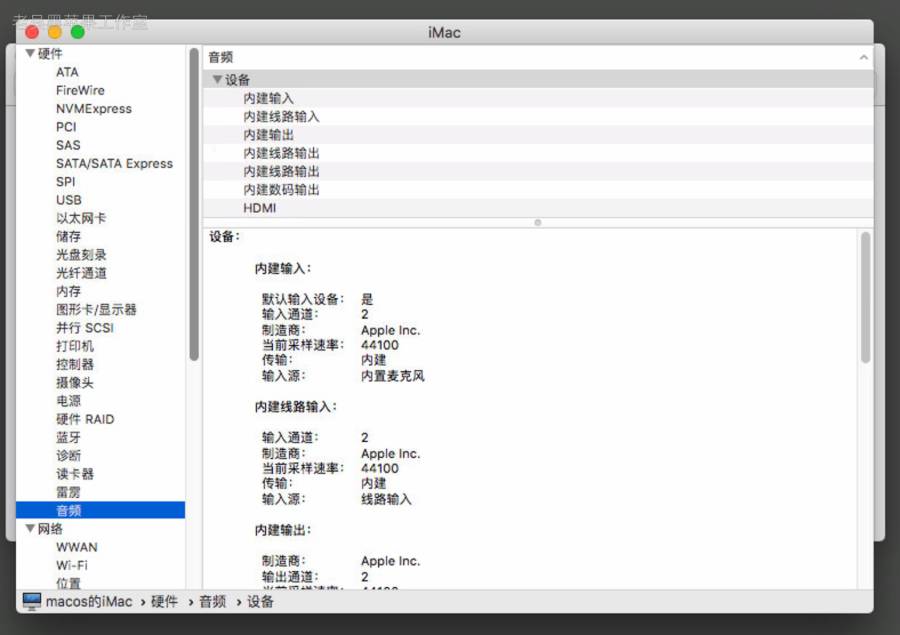 老吴黑苹果工作室
iMac
硬件
ATA
FireWire
NVMExpress
PCI
SAS
SATA/SATA Express
SPI
USB
以太网卡
储存
光盘刻录
光纤通道
内存
图形卡/显示器
并行 SCSI
打印机
控制器
摄像头
电源
硬件 RAID
蓝牙
诊断
读卡器
雷雳
音频
网络
WWAN
Wi-Fi
位置
音频
设备
内建输入
内建线路输入
内建输出
内建线路输出
内建线路输出
内建数码输出
HDMI
设备:
内建输入:
默认输入设备: 是
输入通道: 2
制造商: Apple Inc.
当前采样速率: 44100
传输: 内建
输入源: 内置麦克风
内建线路输入:
输入通道: 2
制造商: Apple Inc.
当前采样速率: 44100
传输: 内建
输入源: 线路输入
内建输出:
制造商: Apple Inc.
输出通道: 2
当前采样速率: 44100
macos的iMac › 硬件 › 音频 › 设备